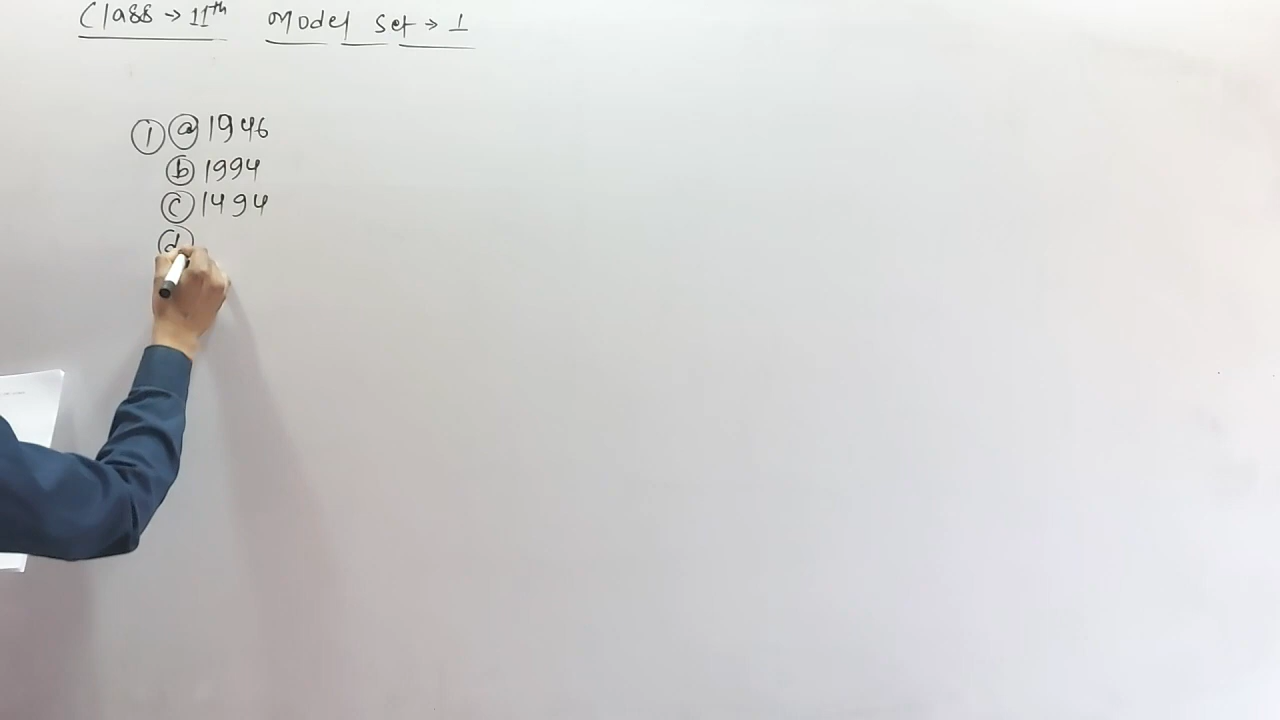 Class → 11th Model Set → 1
① ⓐ 1946
ⓑ 1994
ⓒ 1494
ⓓ